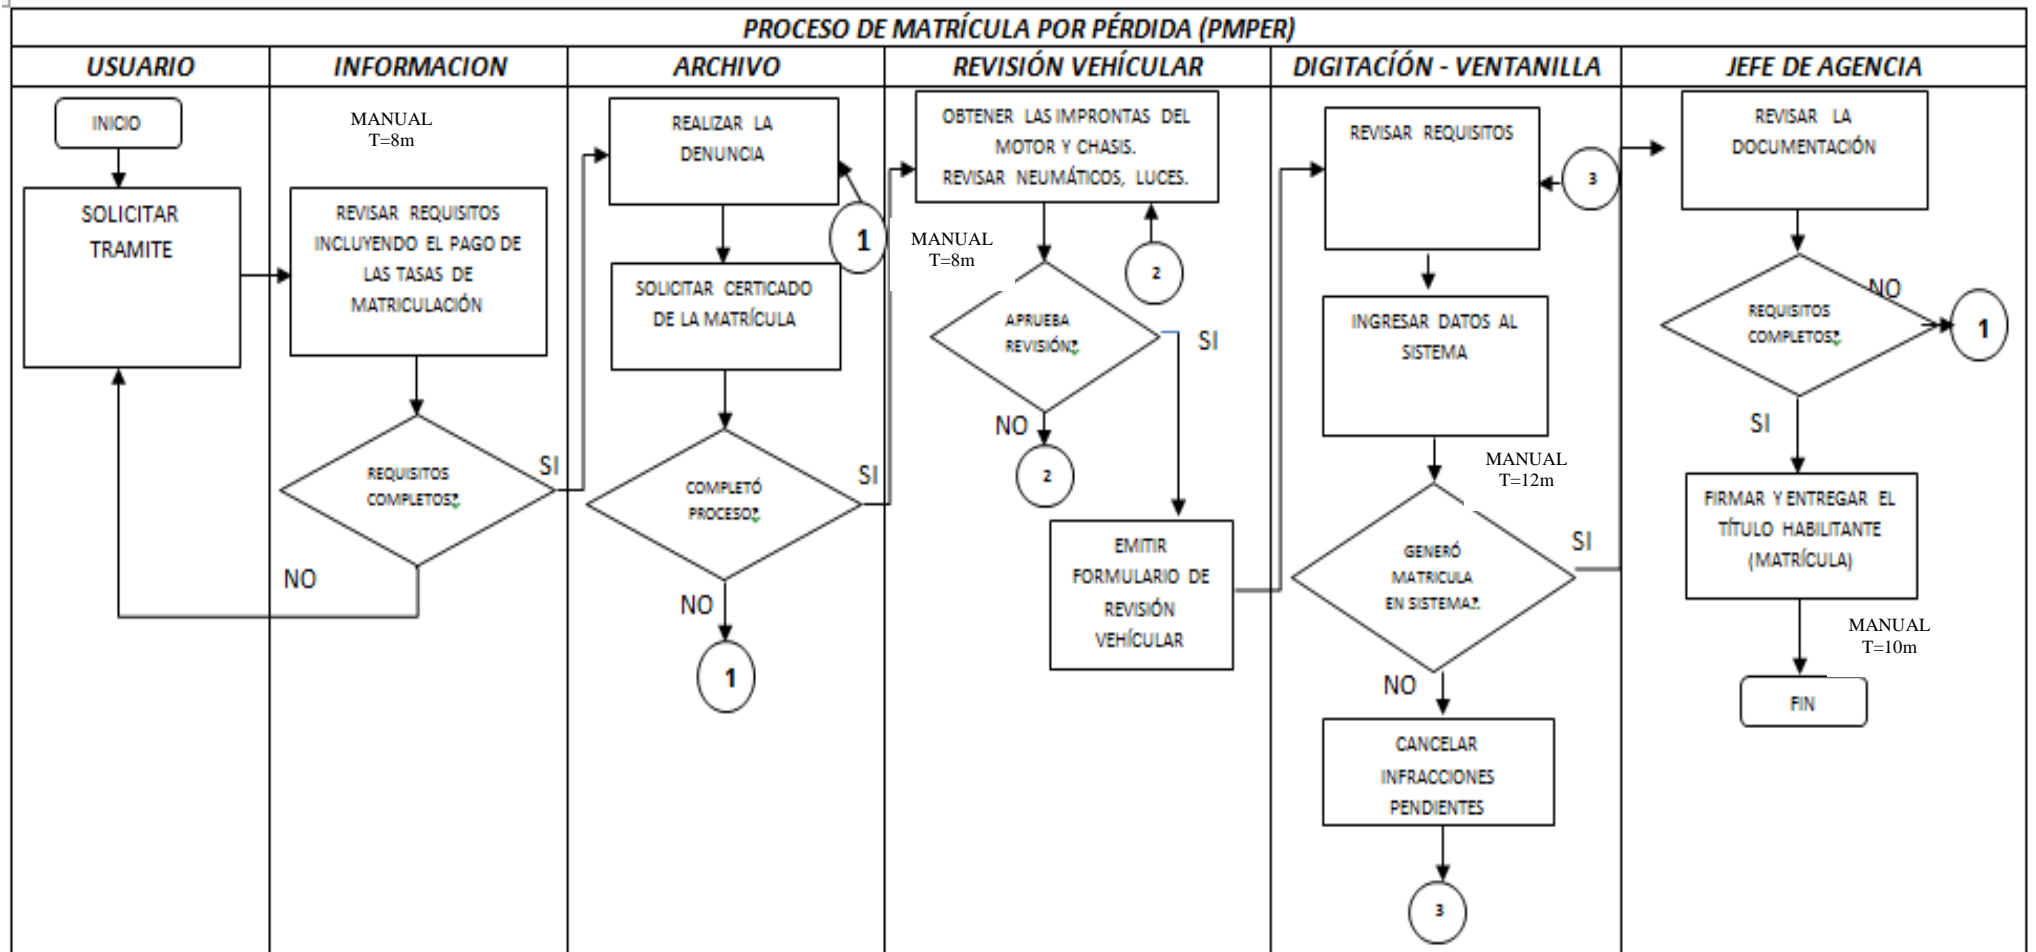 PROCESO DE MATRÍCULA POR PÉRDIDA (PMPER)
USUARIO
INFORMACION
ARCHIVO
REVISIÓN VEHÍCULAR
DIGITACÍÓN - VENTANILLA
JEFE DE AGENCIA
INICIO
SOLICITAR
TRAMITE
MANUAL
T=8m
REVISAR REQUISITOS
INCLUYENDO EL PAGO DE
LAS TASAS DE
MATRICULACIÓN
REQUISITOS
COMPLETOS?
SI
NO
REALIZAR LA
DENUNCIA
1
SOLICITAR CERTICADO
DE LA MATRÍCULA
COMPLETÓ
PROCESO?
SI
NO
1
OBTENER LAS IMPRONTAS DEL
MOTOR Y CHASIS.
REVISAR NEUMÁTICOS, LUCES.
MANUAL
T=8m
2
APRUEBA
REVISIÓN?
SI
NO
2
EMITIR
FORMULARIO DE
REVISIÓN
VEHÍCULAR
REVISAR REQUISITOS
3
INGRESAR DATOS AL
SISTEMA
MANUAL
T=12m
GENERÓ
MATRICULA
EN SISTEMA?
SI
NO
CANCELAR
INFRACCIONES
PENDIENTES
3
REVISAR LA
DOCUMENTACIÓN
REQUISITOS
COMPLETOS?
NO
1
SI
FIRMAR Y ENTREGAR EL
TÍTULO HABILITANTE
(MATRÍCULA)
MANUAL
T=10m
FIN